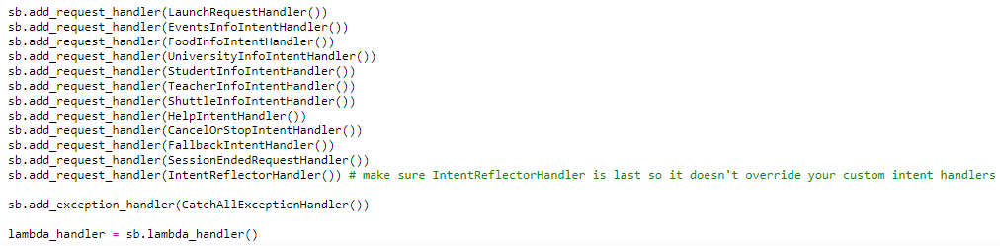 sb.add_request_handler(LaunchRequestHandler())
sb.add_request_handler(EventsInfoIntentHandler())
sb.add_request_handler(FoodInfoIntentHandler())
sb.add_request_handler(UniversityInfoIntentHandler())
sb.add_request_handler(StudentInfoIntentHandler())
sb.add_request_handler(TeacherInfoIntentHandler())
sb.add_request_handler(ShuttleInfoIntentHandler())
sb.add_request_handler(HelpIntentHandler())
sb.add_request_handler(CancelOrStopIntentHandler())
sb.add_request_handler(FallbackIntentHandler())
sb.add_request_handler(SessionEndedRequestHandler())
sb.add_request_handler(IntentReflectorHandler()) # make sure IntentReflectorHandler is last so it doesn't override your custom intent handlers
sb.add_exception_handler(CatchAllExceptionHandler())
lambda_handler = sb.lambda_handler()